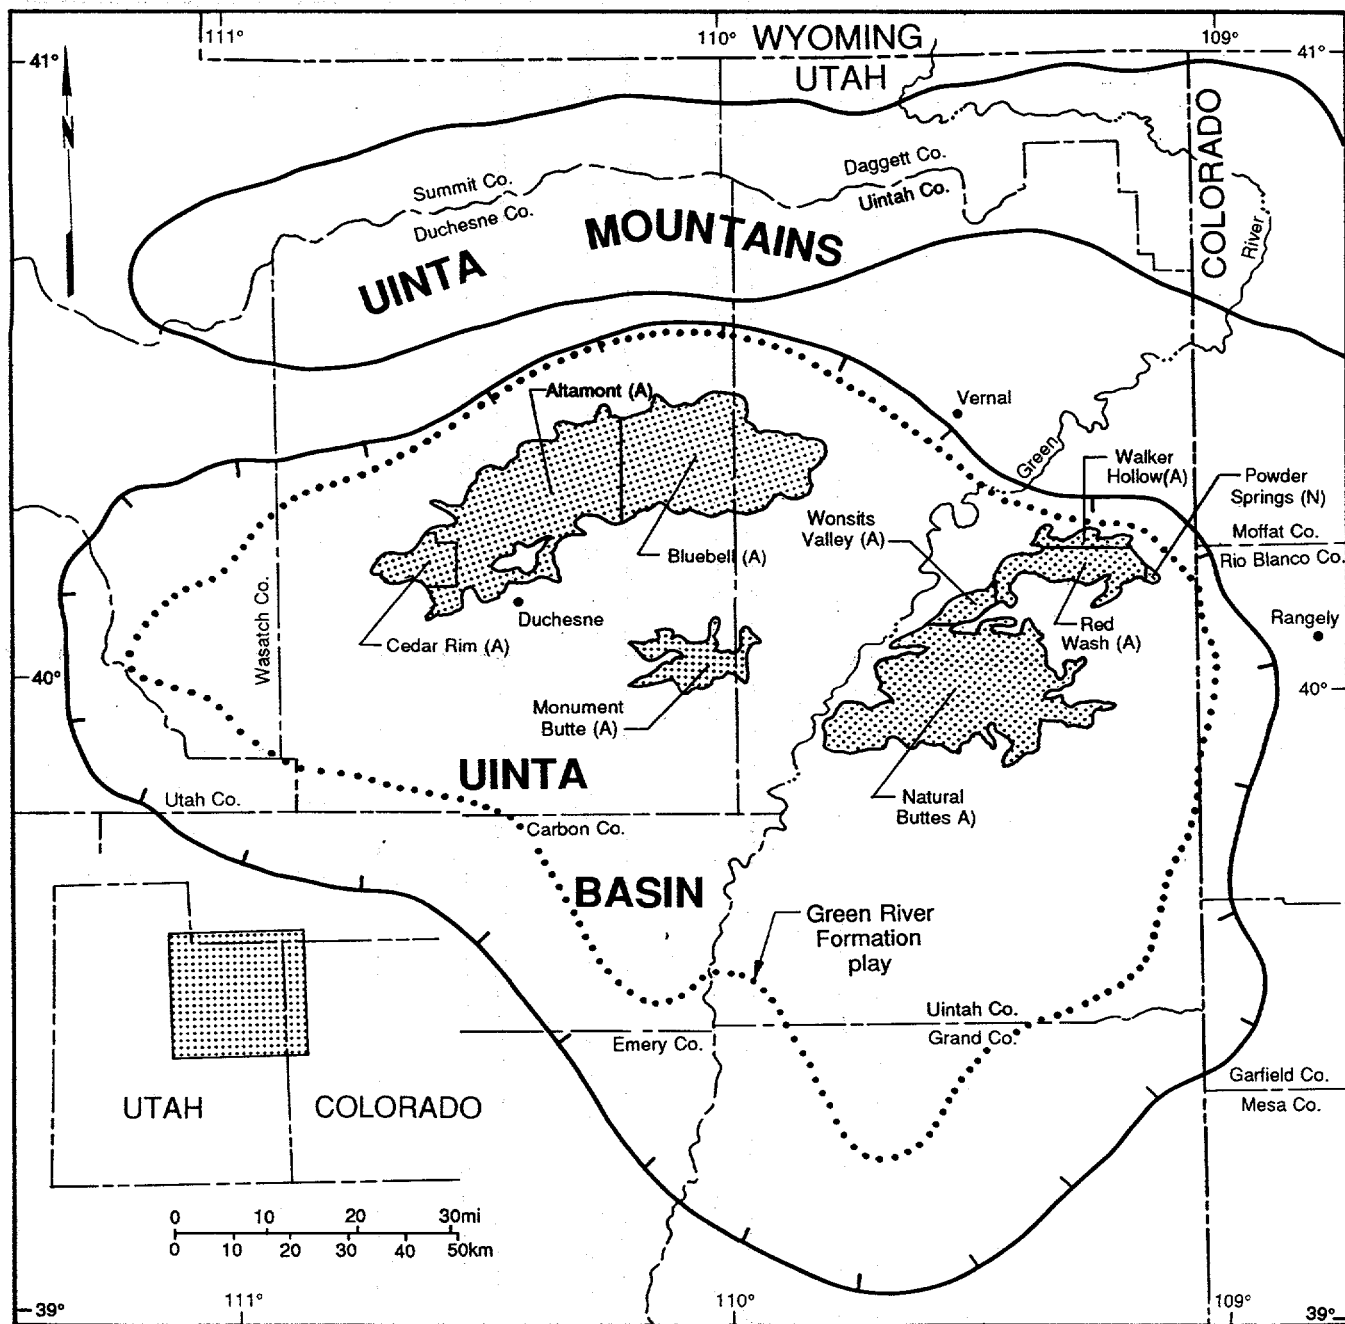 111°
110°
109°
WYOMING
41°
41°
UTAH
N
COLORADO
Daggett Co.
Summit Co.
Uintah Co.
Duchesne Co.
MOUNTAINS
UINTA
River
Altamont (A)
Vernal
Green
Walker
Hollow(A)
Powder
Springs (N)
Wonsits
Valley (A)
Moffat Co.
Bluebell (A)
Rio Blanco Co.
Wasatch Co.
Duchesne
Rangely
Cedar Rim (A)
Red
Wash (A)
40°
40°
Monument
Butte (A)
UINTA
Utah Co.
Natural
Buttes A)
Carbon Co.
BASIN
Green River
Formation
play
Uintah Co.
Emery Co.
Grand Co.
Garfield Co.
Mesa Co.
UTAH
COLORADO
0 10 20 30mi
0 10 20 30 40 50km
39°
111°
110°
109°
39°